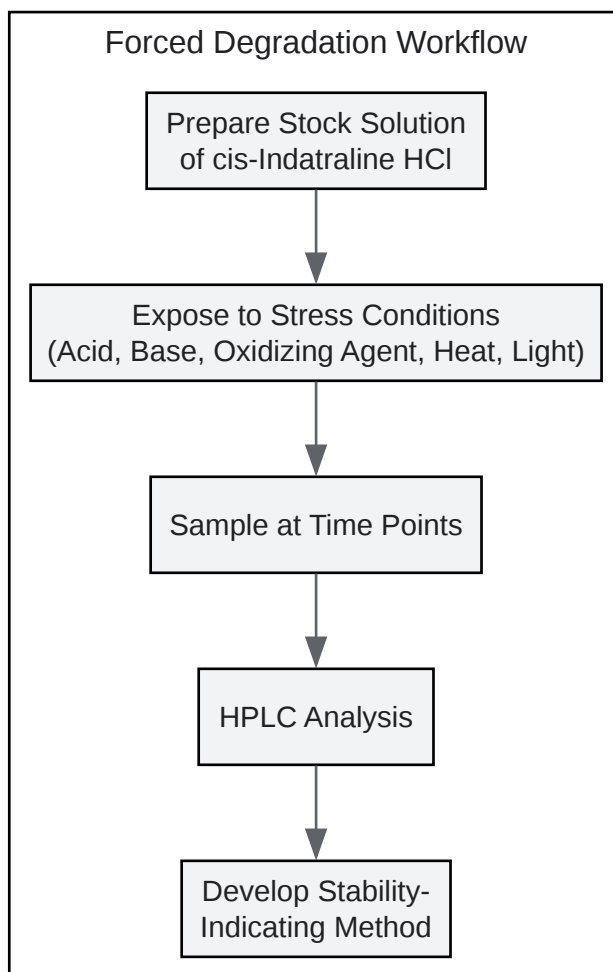 Forced Degradation Workflow
Prepare Stock Solution
of cis-Indatraline HCl
Expose to Stress Conditions
(Acid, Base, Oxidizing Agent, Heat, Light)
Sample at Time Points
HPLC Analysis
Develop Stability-
Indicating Method